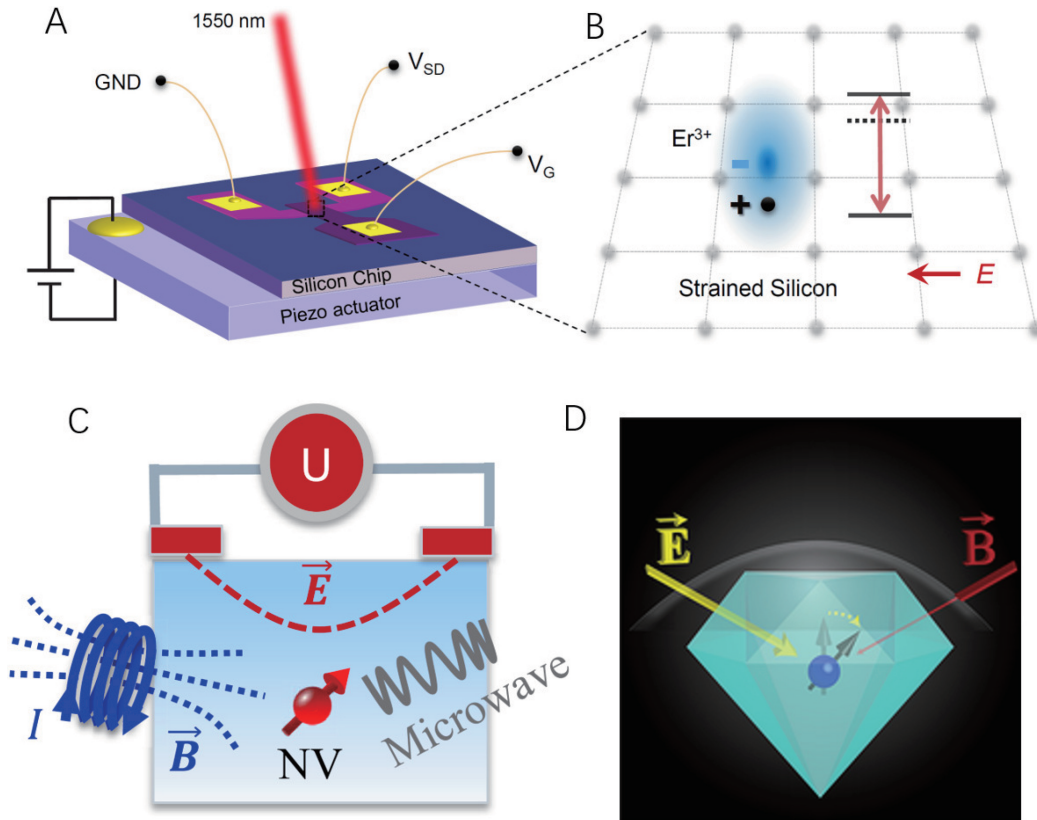 A
1550 nm
GND
V_SD
V_G
Silicon Chip
Piezo actuator
B
Er³⁺
-
+
Strained Silicon
E
C
U
E
I
B
NV
Microwave
D
E
B